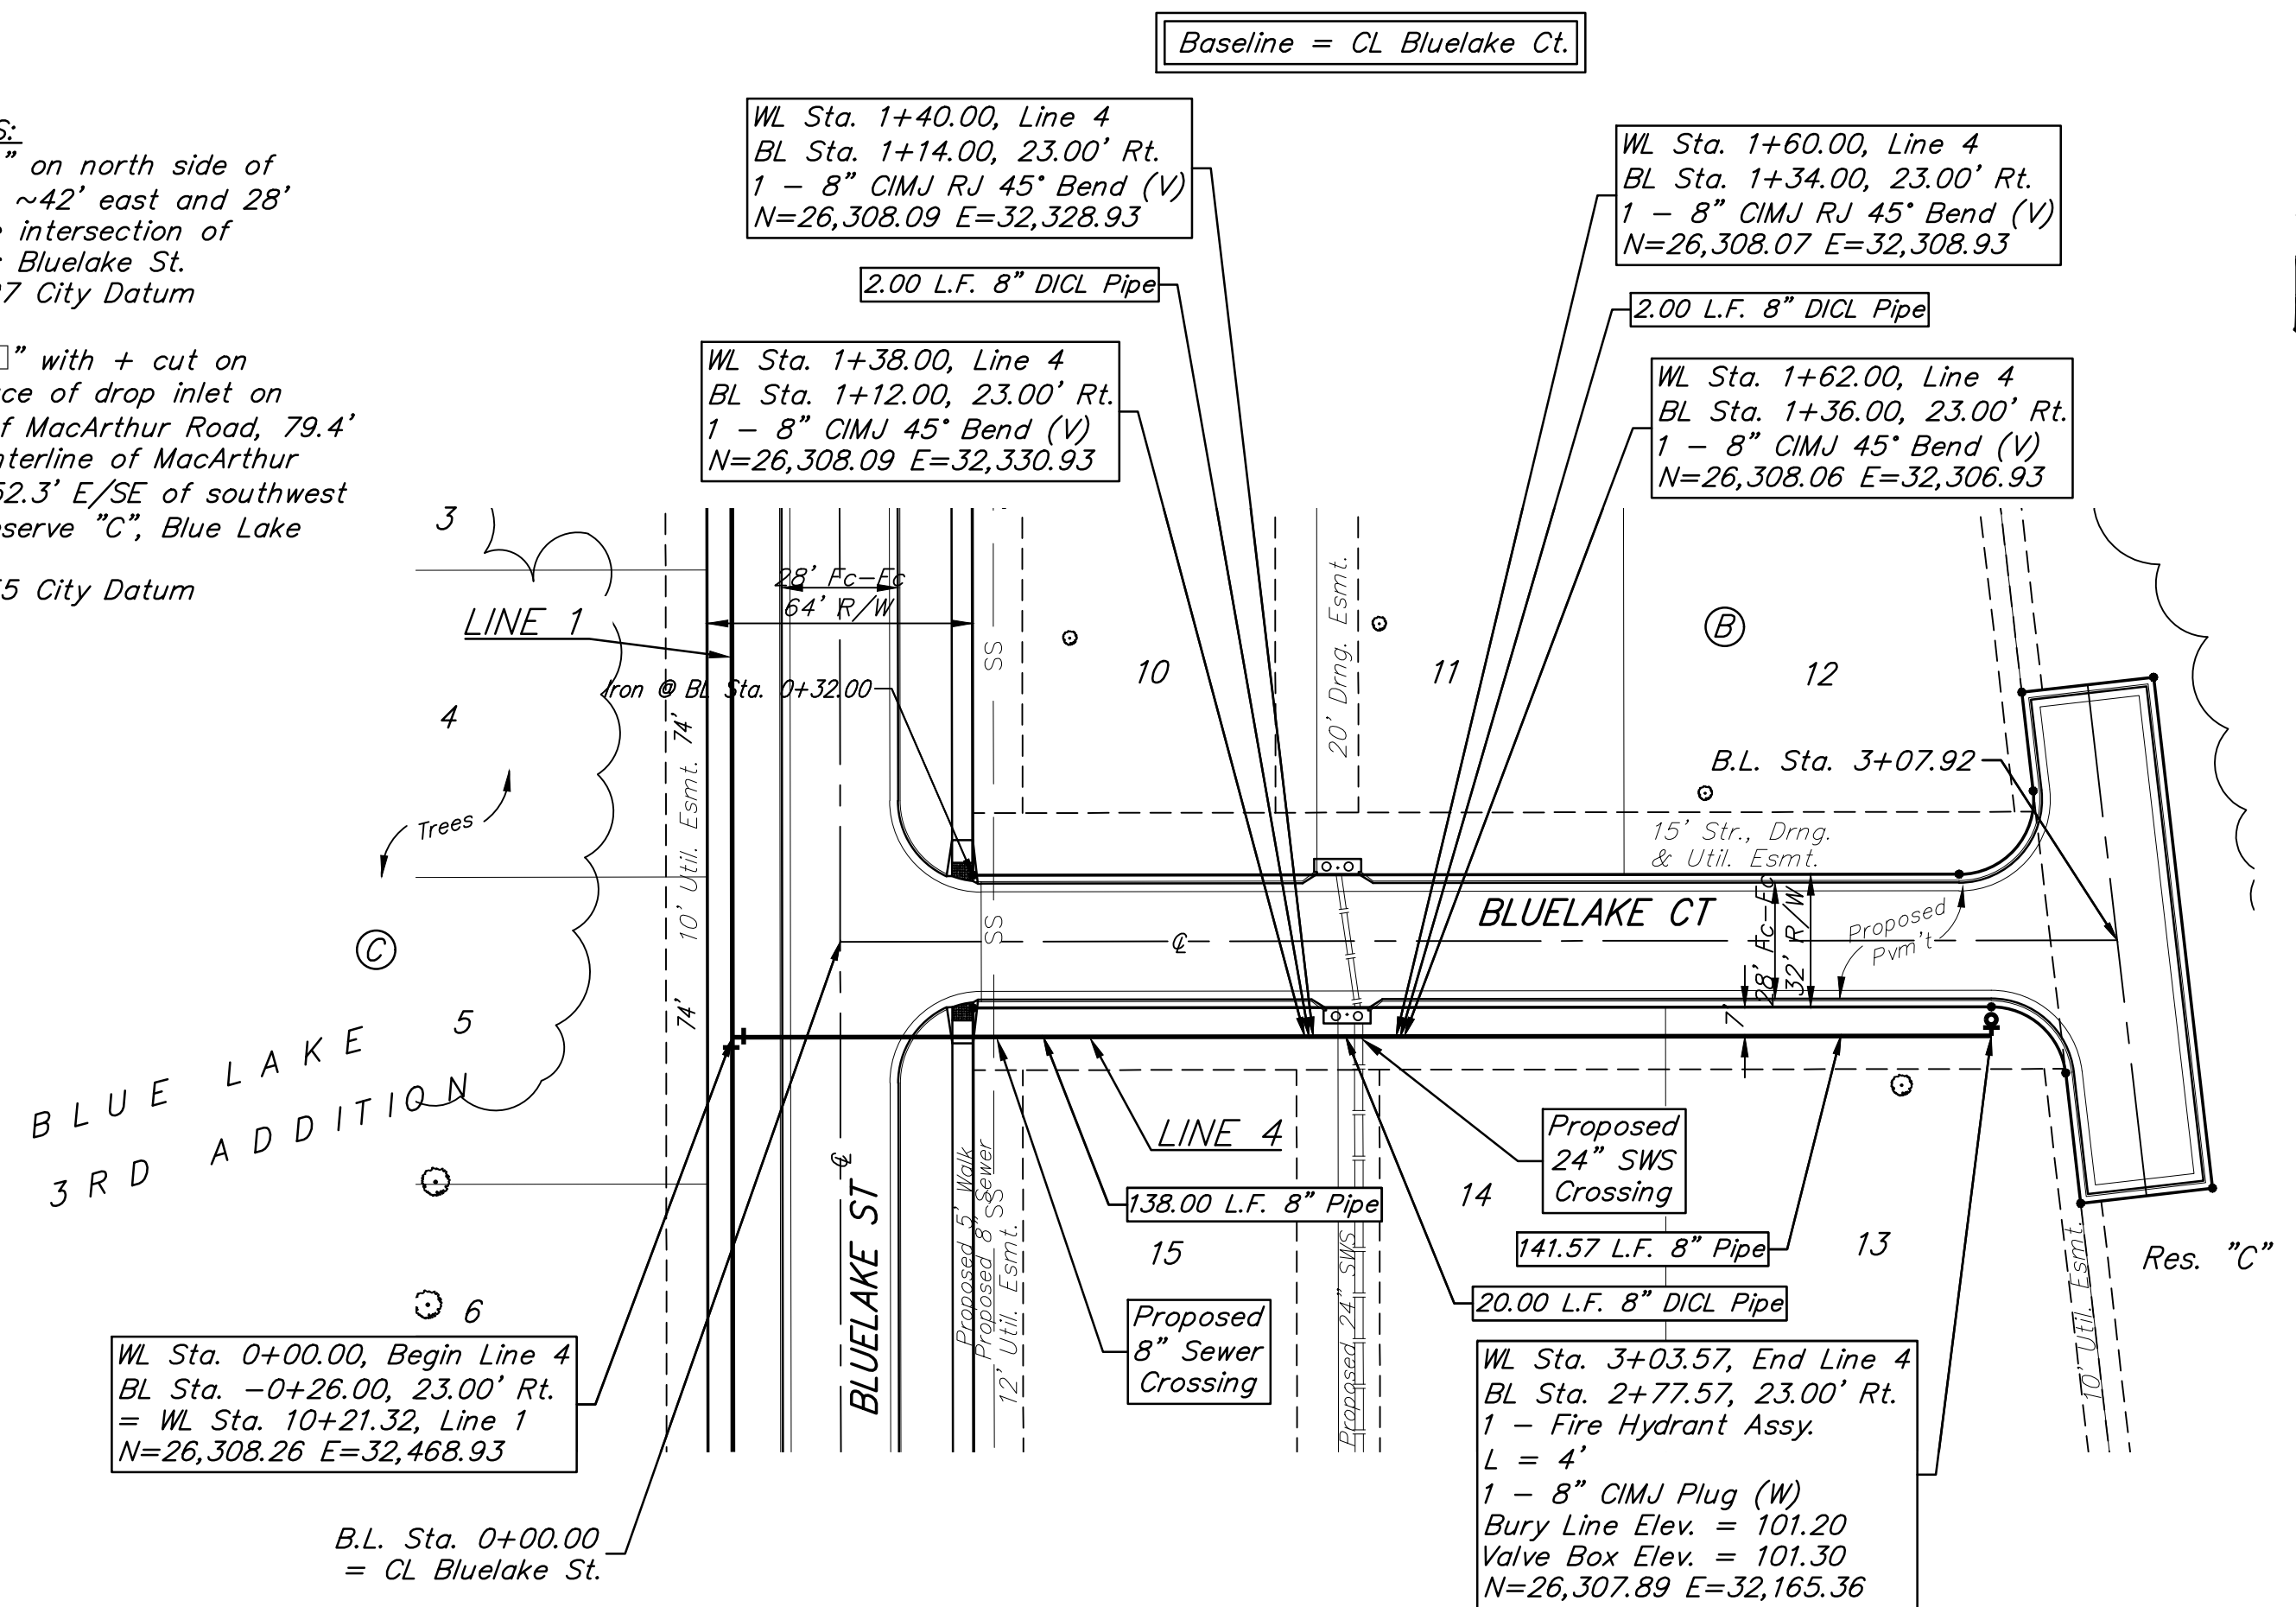 Baseline = CL Bluelake Ct.
S:
” on north side of
~42’ east and 28’
intersection of
Bluelake St.
7 City Datum
” with + cut on
ce of drop inlet on
f MacArthur Road, 79.4’
nterline of MacArthur
52.3’ E/SE of southwest
eserve ”C”, Blue Lake
5 City Datum
WL Sta. 1+40.00, Line 4
BL Sta. 1+14.00, 23.00’ Rt.
1 – 8” CIMJ RJ 45° Bend (V)
N=26,308.09 E=32,328.93
2.00 L.F. 8” DICL Pipe
WL Sta. 1+38.00, Line 4
BL Sta. 1+12.00, 23.00’ Rt.
1 – 8” CIMJ 45° Bend (V)
N=26,308.09 E=32,330.93
WL Sta. 1+60.00, Line 4
BL Sta. 1+34.00, 23.00’ Rt.
1 – 8” CIMJ RJ 45° Bend (V)
N=26,308.07 E=32,308.93
2.00 L.F. 8” DICL Pipe
WL Sta. 1+62.00, Line 4
BL Sta. 1+36.00, 23.00’ Rt.
1 – 8” CIMJ 45° Bend (V)
N=26,308.06 E=32,306.93
3
28’ Fc–Fc
64’ R/W
LINE 1
Iron @ BL Sta. 0+32.00
SS
10
20’ Drng. Esmt.
11
B
12
4
74’
10’ Util. Esmt.
Trees
B.L. Sta. 3+07.92
15’ Str., Drng.
& Util. Esmt.
BLUELAKE CT
28’ Fc–Fc
32’ R/W
Proposed
Pvm't
SS
C
74’
5
7’
BLUE LAKE
3RD ADDITION
LINE 4
Proposed
24” SWS
Crossing
14
138.00 L.F. 8” Pipe
15
141.57 L.F. 8” Pipe
13
Res. ”C”
10’ Util. Esmt.
BLUELAKE ST
Proposed 5’ Walk
Proposed 8” Sewer
SS
12’ Util. Esmt.
Proposed 24” SWS
20.00 L.F. 8” DICL Pipe
Proposed
8” Sewer
Crossing
6
WL Sta. 0+00.00, Begin Line 4
BL Sta. –0+26.00, 23.00’ Rt.
= WL Sta. 10+21.32, Line 1
N=26,308.26 E=32,468.93
WL Sta. 3+03.57, End Line 4
BL Sta. 2+77.57, 23.00’ Rt.
1 – Fire Hydrant Assy.
L = 4’
1 – 8” CIMJ Plug (W)
Bury Line Elev. = 101.20
Valve Box Elev. = 101.30
N=26,307.89 E=32,165.36
B.L. Sta. 0+00.00
= CL Bluelake St.